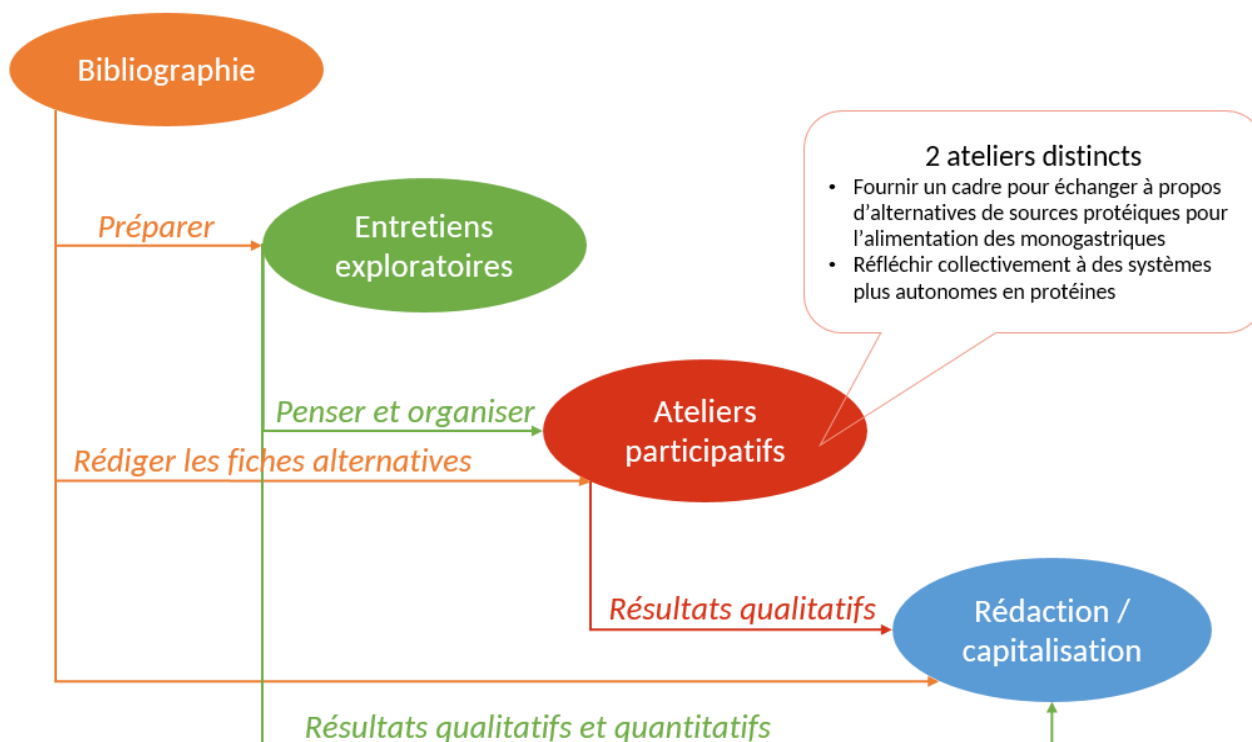 Bibliographie
2 ateliers distincts
• Fournir un cadre pour échanger à propos
d'alternatives de sources protéiques pour
l'alimentation des monogastriques
• Réfléchir collectivement à des systèmes
plus autonomes en protéines
Préparer
Entretiens
exploratoires
Penser et organiser
Ateliers
participatifs
Rédiger les fiches alternatives
Résultats qualitatifs
Rédaction /
capitalisation
Résultats qualitatifs et quantitatifs